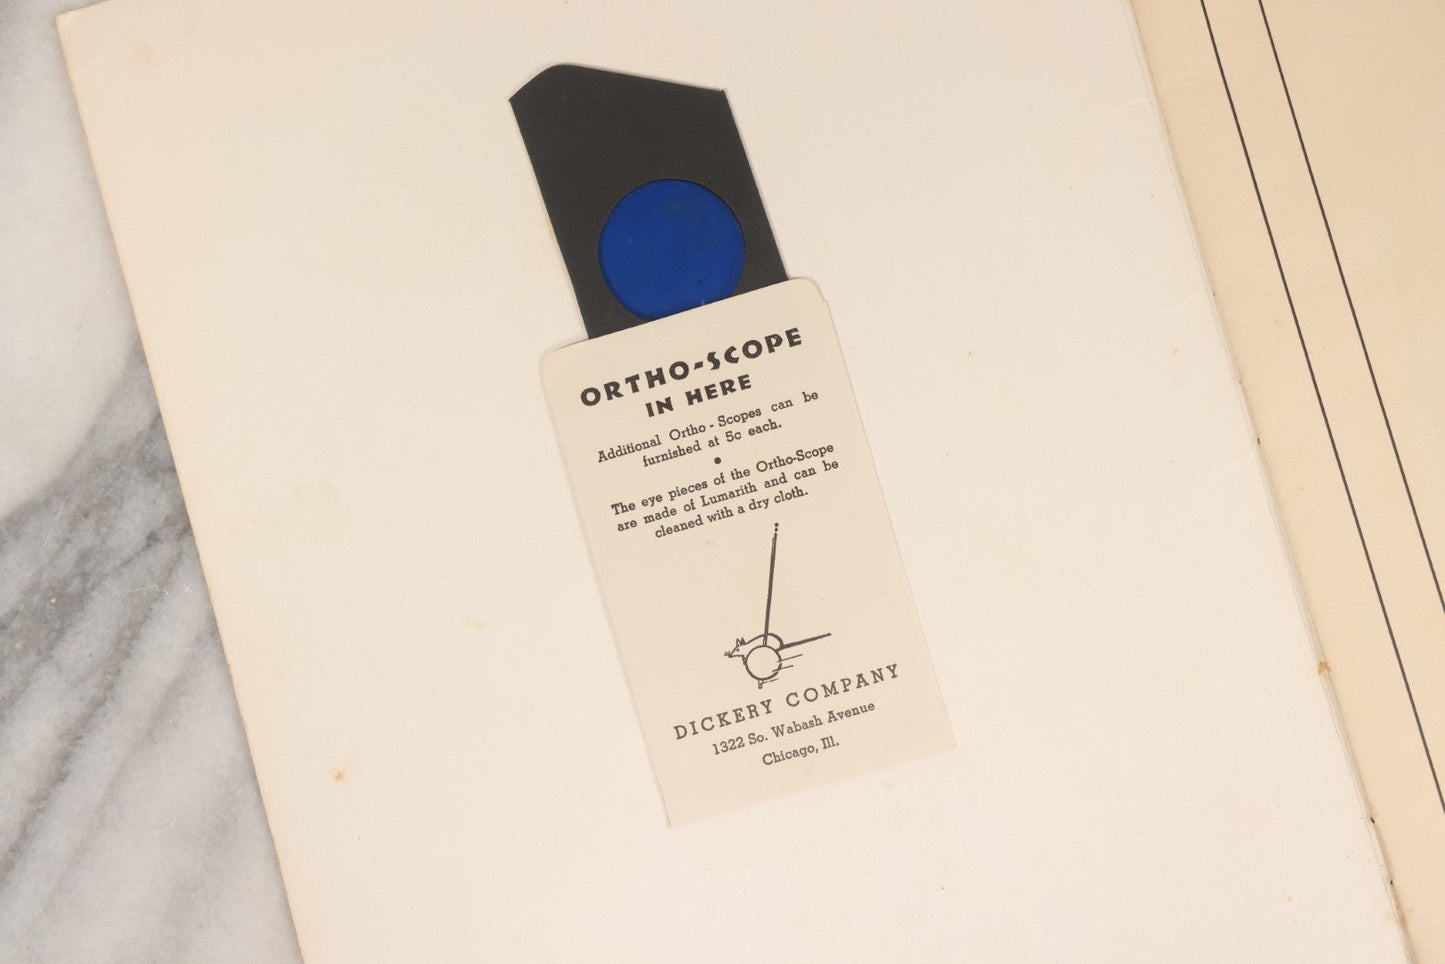 ORTHO-SCOPE
IN HERE
Additional Ortho - Scopes can be
furnished at 5c each.
•
The eye pieces of the Ortho-Scope
are made of Lumarith and can be
cleaned with a dry cloth.
DICKERY COMPANY
1322 So. Wabash Avenue
Chicago, Ill.